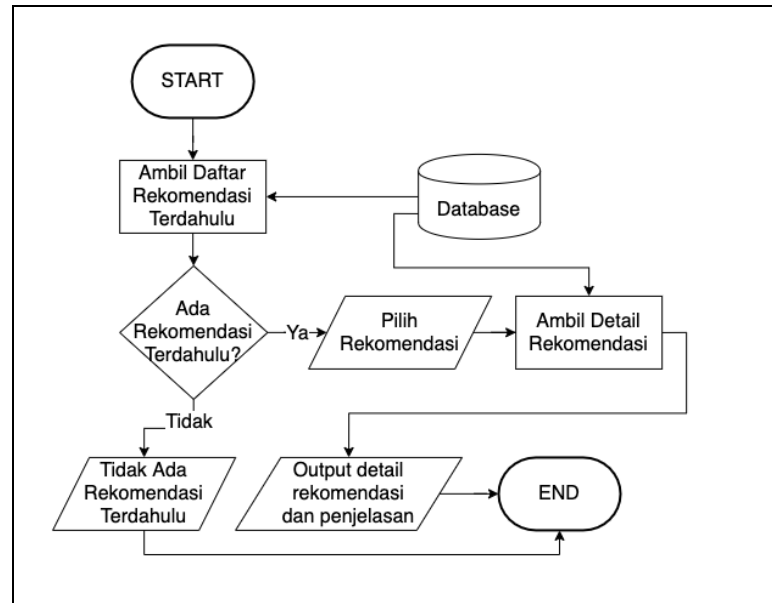 START
Ambil Daftar
Rekomendasi
Terdahulu
Database
Ada
Rekomendasi
Terdahulu?
Ya
Pilih
Rekomendasi
Ambil Detail
Rekomendasi
Tidak
Tidak Ada
Rekomendasi
Terdahulu
Output detail
rekomendasi
dan penjelasan
END